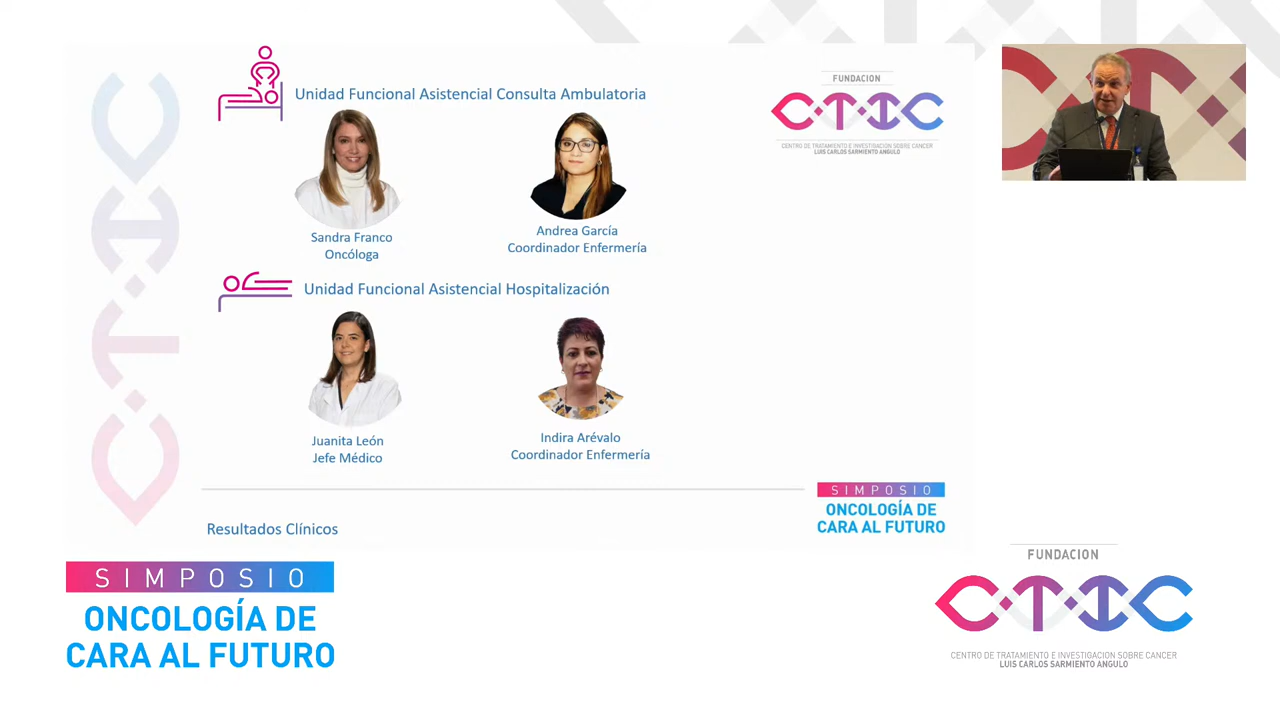 Unidad Funcional Asistencial Consulta Ambulatoria
FUNDACION
CTIC
CENTRO DE TRATAMIENTO E INVESTIGACION SOBRE CANCER
LUIS CARLOS SARMIENTO ANGULO
Sandra Franco
Oncóloga
Andrea García
Coordinador Enfermería
Unidad Funcional Asistencial Hospitalización
Juanita León
Jefe Médico
Indira Arévalo
Coordinador Enfermería
Resultados Clínicos
SIMPOSIO
ONCOLOGÍA DE
CARA AL FUTURO
SIMPOSIO
ONCOLOGÍA DE
CARA AL FUTURO
FUNDACION
CTIC
CENTRO DE TRATAMIENTO E INVESTIGACION SOBRE CANCER
LUIS CARLOS SARMIENTO ANGULO
CTIC
CTIC